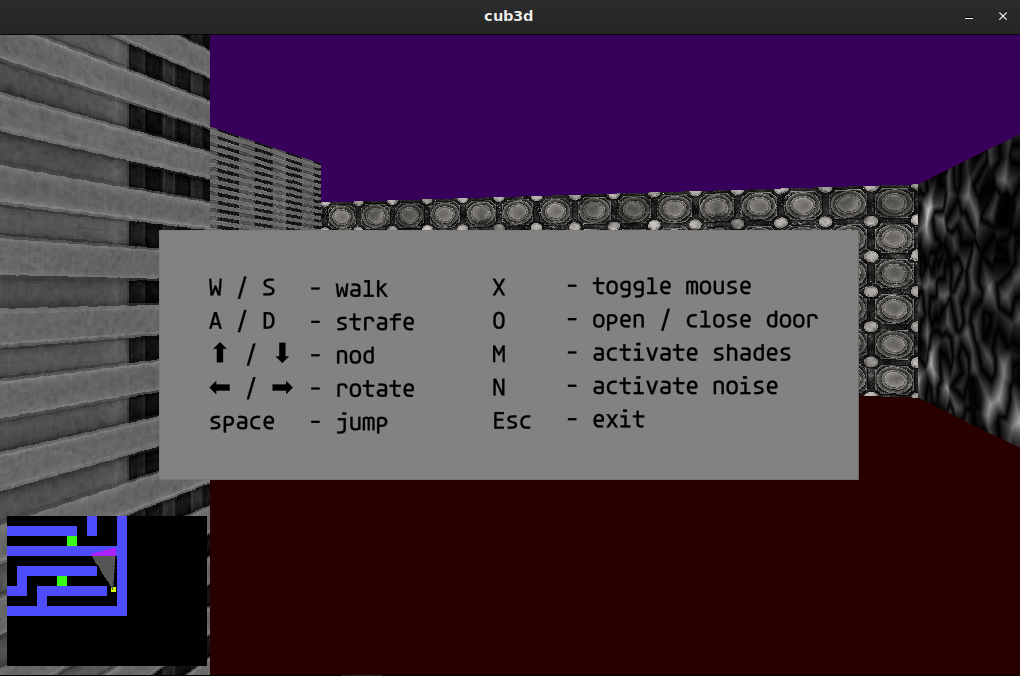 cub3d
W / S - walk X - toggle mouse
A / D - strafe O - open / close door
⬆ / ⬇ - nod M - activate shades
⬅ / ➡ - rotate N - activate noise
space - jump Esc - exit